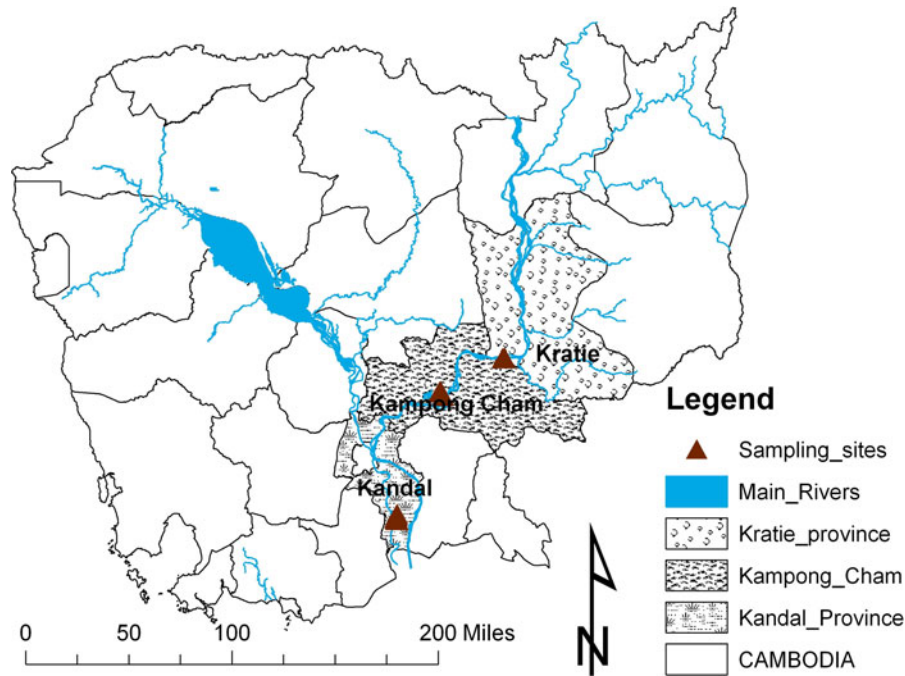 Kratie
Kampong Cham
Kandal
Legend
Sampling_sites
Main_Rivers
Kratie_province
Kampong_Cham
Kandal_Province
CAMBODIA
0 50 100 200 Miles
N